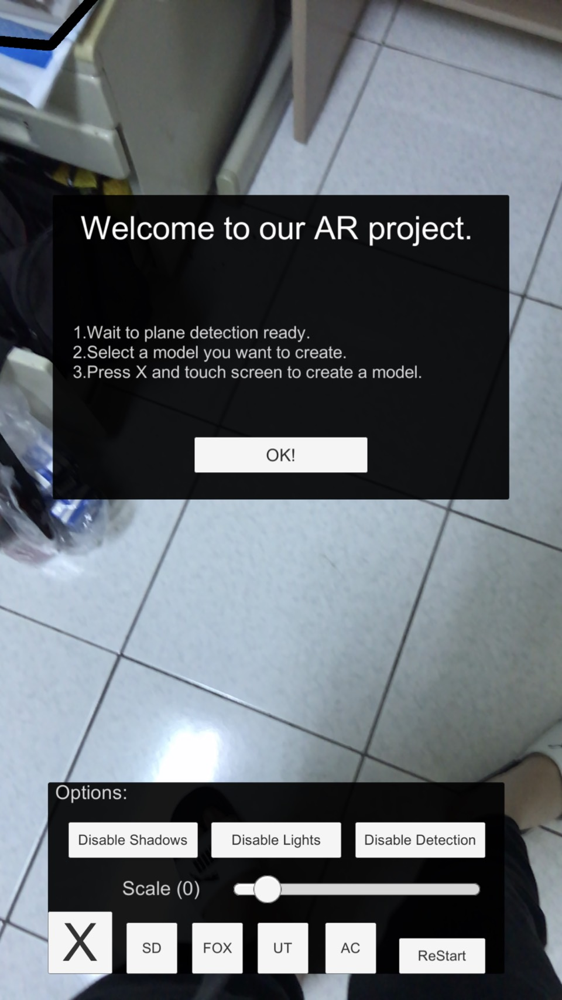 Welcome to our AR project.
1.Wait to plane detection ready.
2.Select a model you want to create.
3.Press X and touch screen to create a model.
OK!
Options:
Disable Shadows Disable Lights Disable Detection
Scale (0)
X SD FOX UT AC ReStart